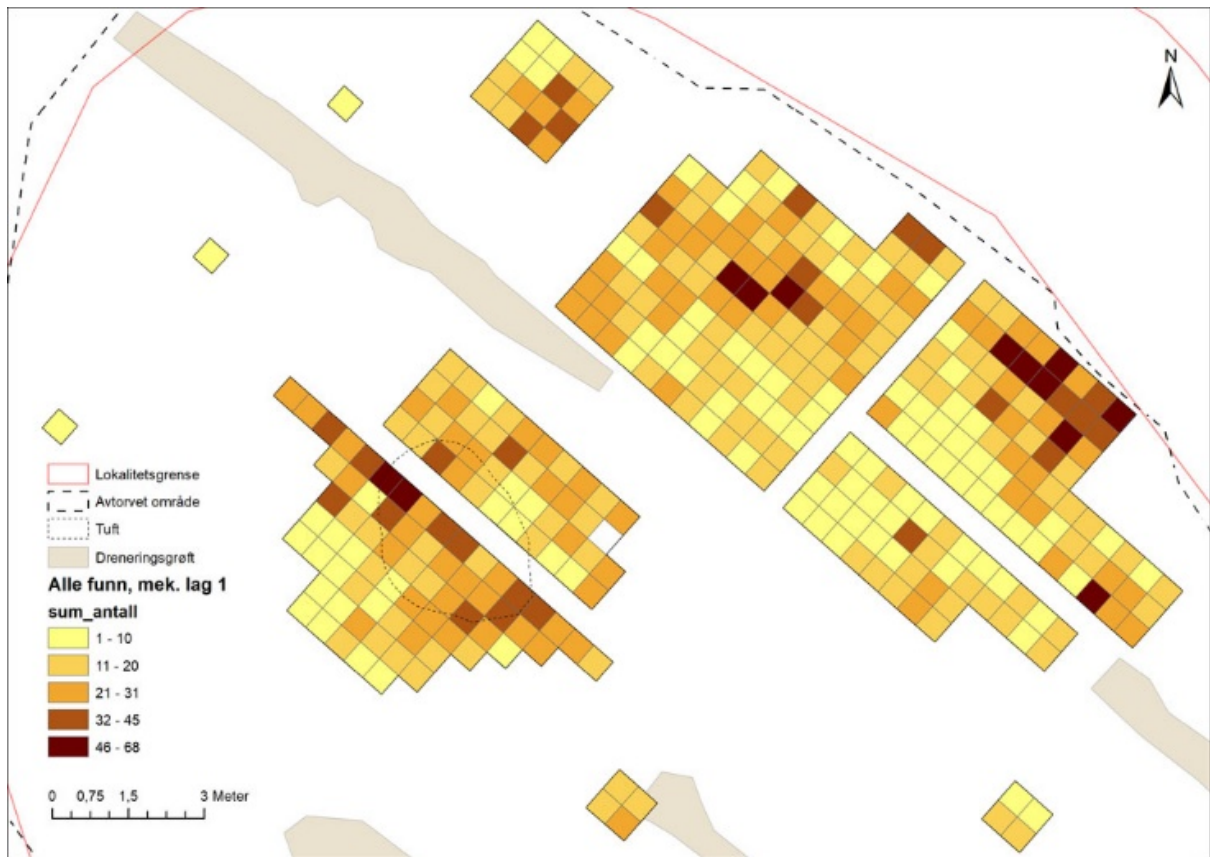 N
Lokalitetsgrense
Avtorvet område
Tuft
Dreneringsgrøft
Alle funn, mek. lag 1
sum_antall
1 - 10
11 - 20
21 - 31
32 - 45
46 - 68
0 0,75 1,5 3 Meter